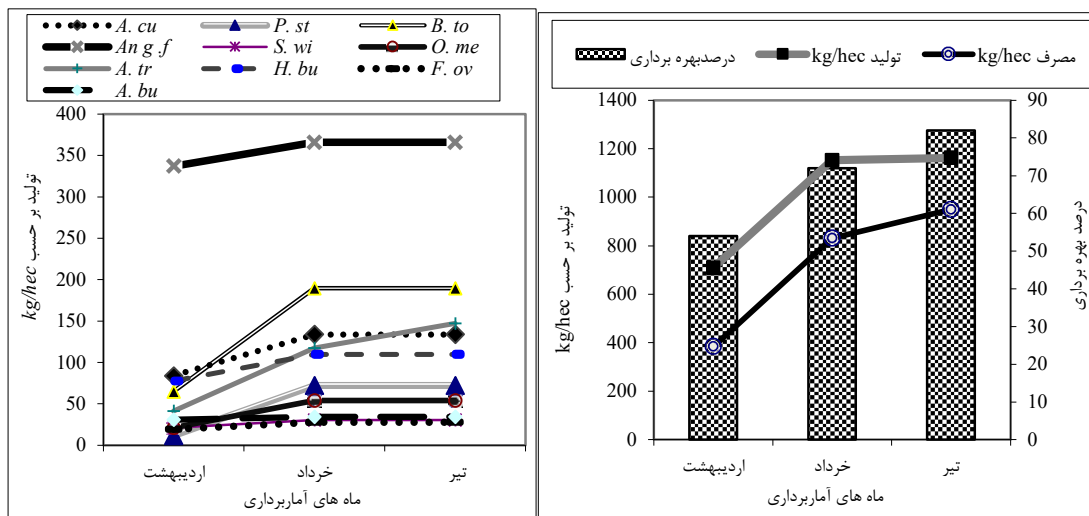 A. cu P. st B. to
An g .f S. wi O. me
A. tr H. bu F. ov
A. bu
400
350
300
250
200
150
100
50
0
تولید بر حسب kg/hec
اردیبهشت خرداد تیر
ماه های آماربرداری
درصدبهره برداری تولید kg/hec مصرف kg/hec
1400
1200
1000
800
600
400
200
0
تولید بر حسب kg/hec
90
80
70
60
50
40
30
20
10
0
درصد بهره برداری
اردیبهشت خرداد تیر
ماه های آماربرداری